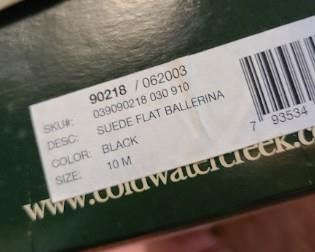 90218 / 062003
SKU#: 039090218 030 910
DESC: SUEDE FLAT BALLERINA
COLOR: BLACK
SIZE: 10 M
7 93534
www.coldwatercreek.c